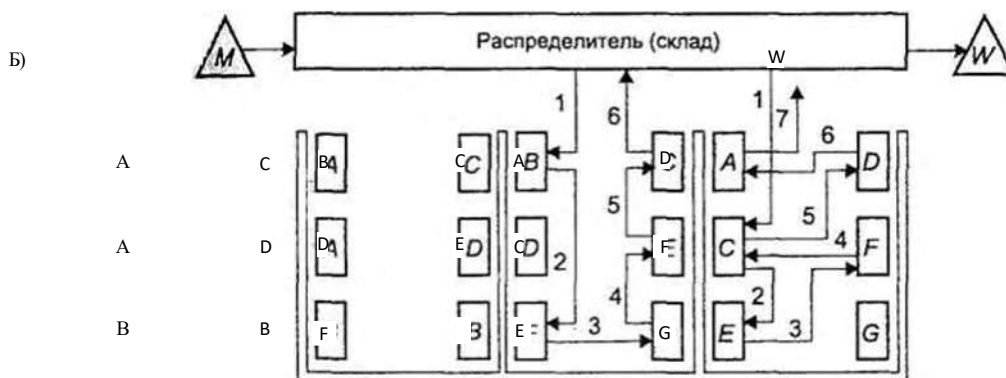 Б)
M Распределитель (склад) W W
1 6 1 7
А C B A C C A B D C A 6 D
5 5
А D D A E D C D 2 F E C 4 F
4 2
В B F B E F 3 G E 3 G